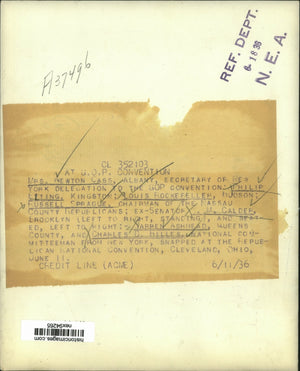 REF. DEPT.
6 1936
N. E. A.
A37496
CL 352103
AT G.O.P. CONVENTION
MRS. NEWTON CASS, ALBANY, SECRETARY OF NEW
YORK DELEGATION TO THE GOP CONVENTION; PHILIP
ELTING, KINGSTON; LOUIS ROCKEFELLER, HUDSON;
RUSSELL SPRAGUE, CHAIRMAN OF THE NASSAU
COUNTY REPUBLICANS; EX-SENATOR W. M. CALDER,
BROOKLYN (LEFT TO RIGHT, STANDING), AND SEAT-
ED, LEFT TO RIGHT: WARREN ASHMEAD, QUEENS
COUNTY, AND CHARLES D. HILLES, NATIONAL COM-
MITTEEMAN FROM NEW YORK, SNAPPED AT THE REPUB-
LICAN NATIONAL CONVENTION, CLEVELAND, OHIO,
JUNE 11.
CREDIT LINE (ACME) 6/11/36
historicimages.com